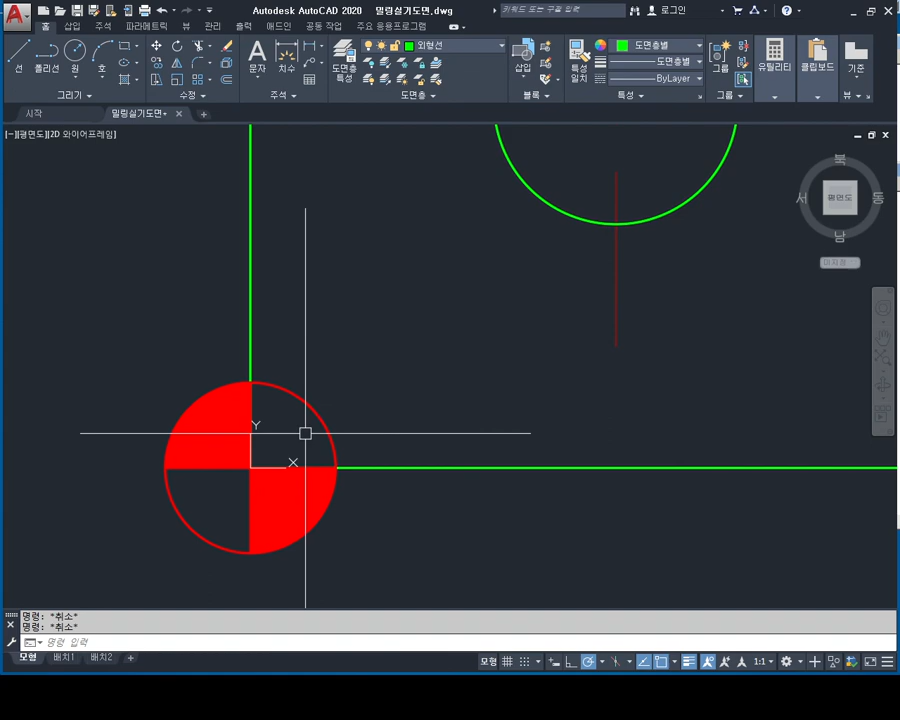 Autodesk AutoCAD 2020 밀링실기도면.dwg
키워드 또는 구절 입력
로그인
홈 삽입 주석 파라메트릭 뷰 관리 출력 애드인 공동 작업 주요 응용프로그램
선 폴리선 원 호
문자 치수
도면층 특성
외형선
삽입
특성 일치
도면층별
도면층별
ByLayer
그룹
유틸리티
클립보드
기준
그리기 수정 주석 도면층 블록 특성 그룹 뷰
시작
밀링실기도면*
[−][평면도][2D 와이어프레임]
북
서 평면도 동
남
Y
X
명령: *취소*
명령: *취소*
명령 입력
모형 배치1 배치2 +
모형
1:1